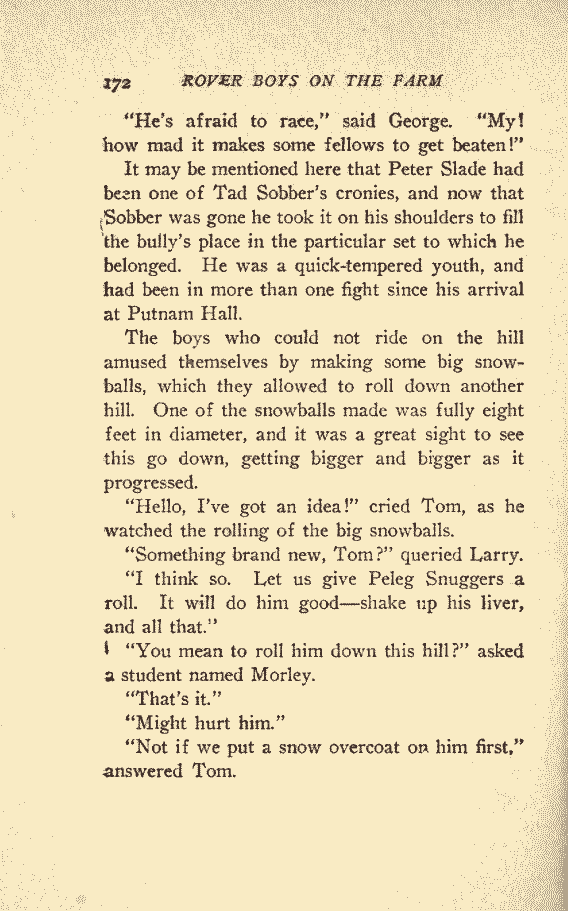 172 ROVER BOYS ON THE FARM
"He's afraid to race," said George. "My!
how mad it makes some fellows to get beaten!"
It may be mentioned here that Peter Slade had
been one of Tad Sobber's cronies, and now that
Sobber was gone he took it on his shoulders to fill
the bully's place in the particular set to which he
belonged. He was a quick-tempered youth, and
had been in more than one fight since his arrival
at Putnam Hall.
The boys who could not ride on the hill
amused themselves by making some big snow-
balls, which they allowed to roll down another
hill. One of the snowballs made was fully eight
feet in diameter, and it was a great sight to see
this go down, getting bigger and bigger as it
progressed.
"Hello, I've got an idea!" cried Tom, as he
watched the rolling of the big snowballs.
"Something brand new, Tom?" queried Larry.
"I think so. Let us give Peleg Snuggers a
roll. It will do him good—shake up his liver,
and all that."
"You mean to roll him down this hill?" asked
a student named Morley.
"That's it."
"Might hurt him."
"Not if we put a snow overcoat on him first,"
answered Tom.